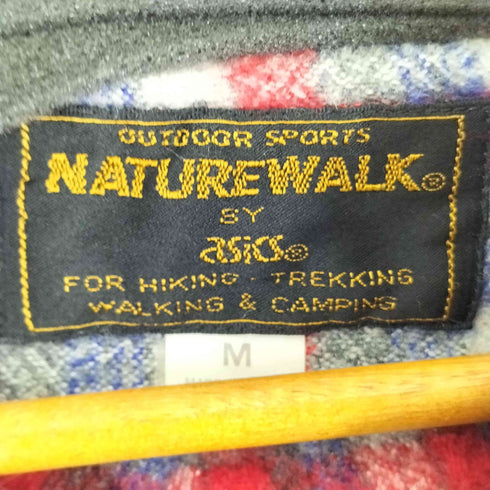 OUTDOOR SPORTS
NATUREWALK®
BY
asics®
FOR HIKING · TREKKING
WALKING & CAMPING
M